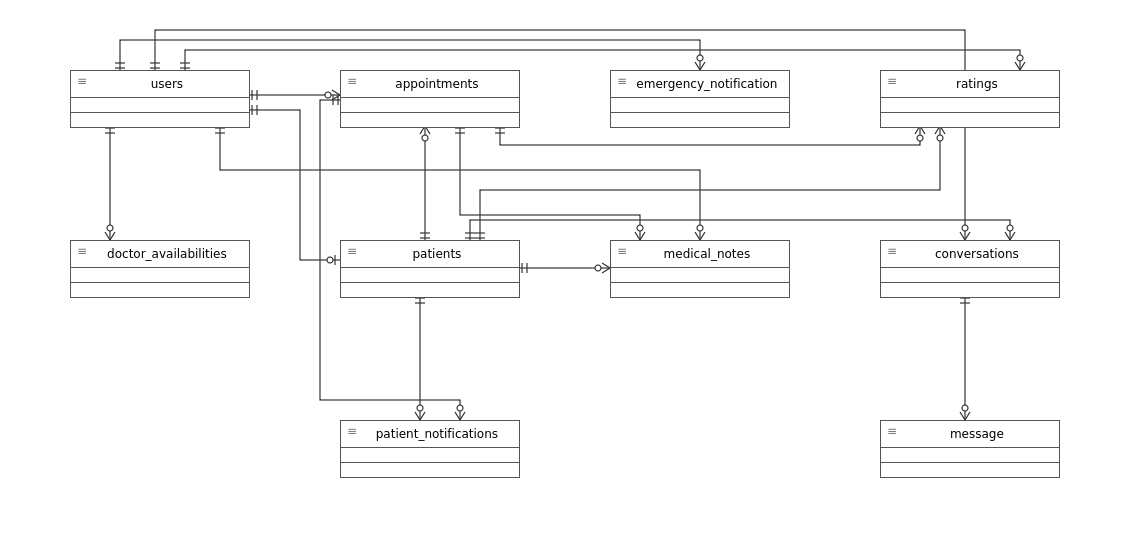 users
appointments
emergency_notification
ratings
doctor_availabilities
patients
medical_notes
conversations
patient_notifications
message